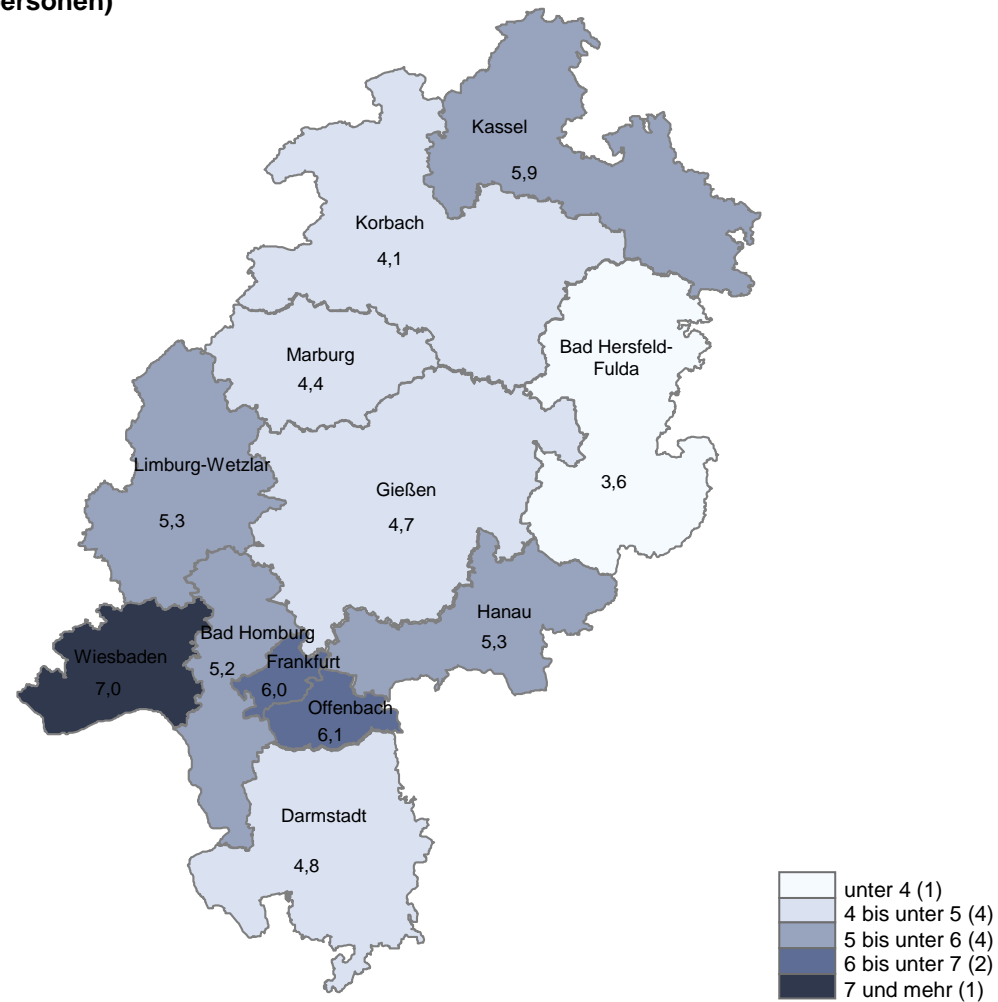 ersonen)
Kassel
5,9
Korbach
4,1
Bad Hersfeld-
Fulda
3,6
Marburg
4,4
Limburg-Wetzlar
5,3
Gießen
4,7
Hanau
5,3
Bad Homburg
5,2
Wiesbaden
7,0
Frankfurt
6,0
Offenbach
6,1
Darmstadt
4,8
unter 4 (1)
4 bis unter 5 (4)
5 bis unter 6 (4)
6 bis unter 7 (2)
7 und mehr (1)